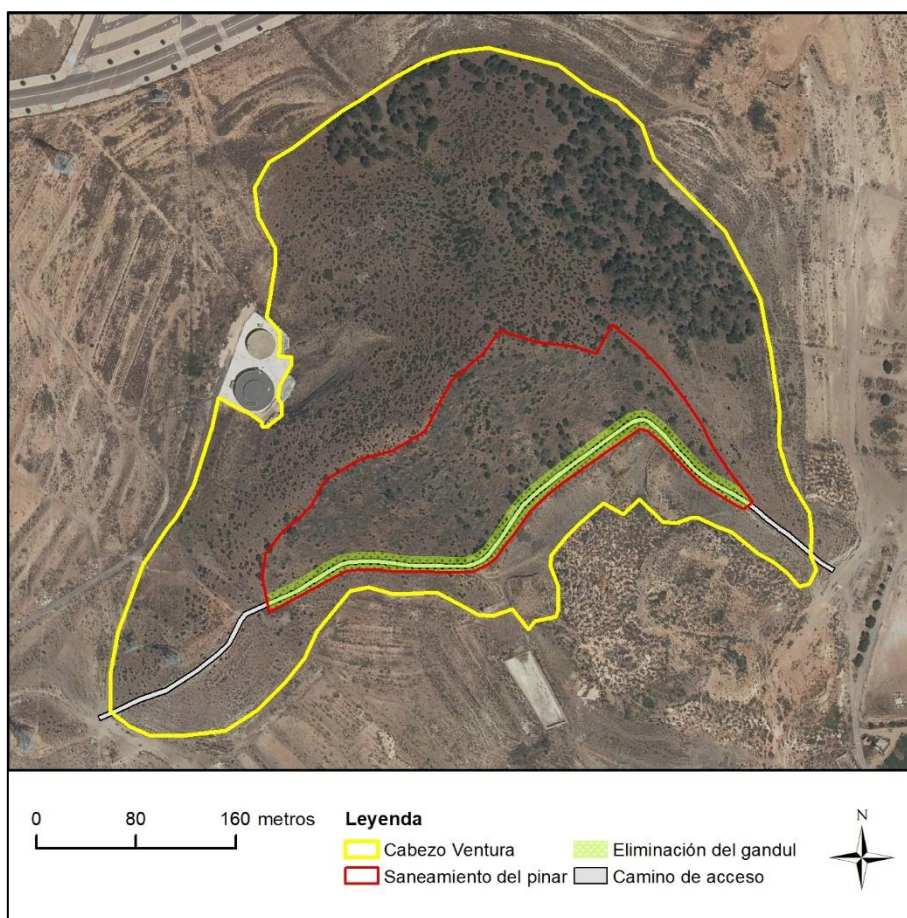 0 80 160 metros
Leyenda
Cabezo Ventura
Eliminación del gandul
Saneamiento del pinar
Camino de acceso
N